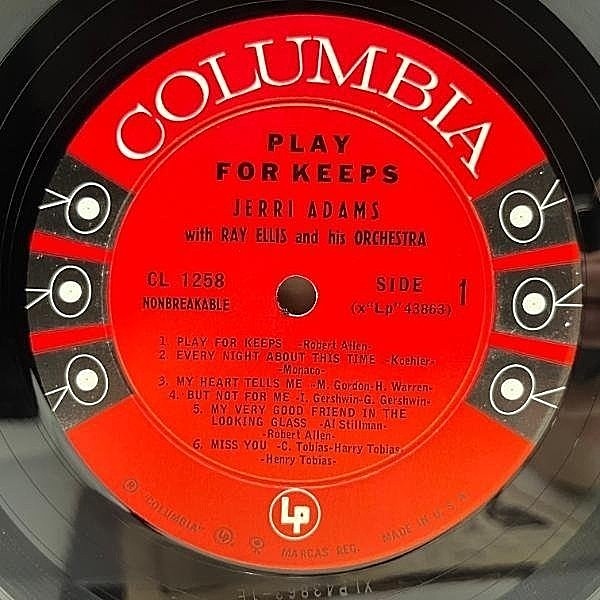 COLUMBIA
PLAY
FOR KEEPS
JERRI ADAMS
with RAY ELLIS and his ORCHESTRA
CL 1258
NONBREAKABLE
SIDE 1
(x"Lp" 43863)
1. PLAY FOR KEEPS -Robert Allen-
2. EVERY NIGHT ABOUT THIS TIME -Koehler-
-Monaco-
3. MY HEART TELLS ME -M. Gordon-H. Warren-
4. BUT NOT FOR ME -I. Gershwin-G. Gershwin-
5. MY VERY GOOD FRIEND IN THE
LOOKING GLASS -Al Stillman-
-Robert Allen-
6. MISS YOU -C. Tobias-Harry Tobias-
-Henry Tobias-
Lp
® "COLUMBIA" Lp ® MARCAS REG. MADE IN U.S.A.